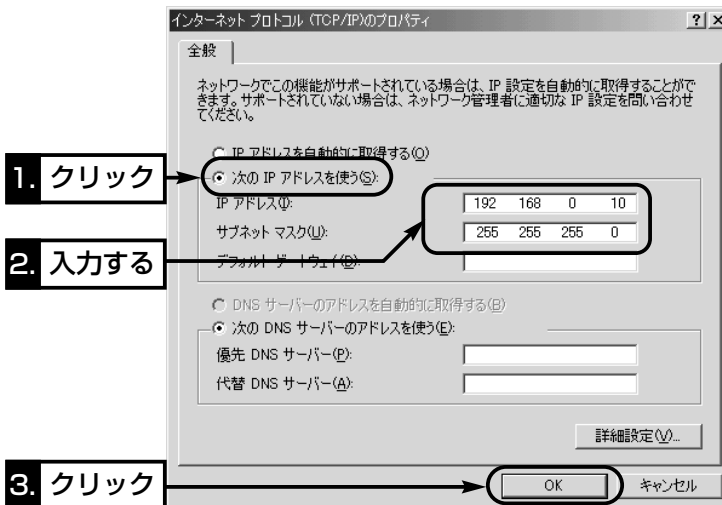 インターネット プロトコル (TCP/IP)のプロパティ
? ×
全般
ネットワークでこの機能がサポートされている場合は、IP 設定を自動的に取得することがで
きます。サポートされていない場合は、ネットワーク管理者に適切な IP 設定を問い合わせ
てください。
IP アドレスを自動的に取得する(O)
1. クリック
次の IP アドレスを使う(S):
IP アドレス(I):
192 168 0 10
サブネット マスク(U):
255 255 255 0
2. 入力する
デフォルト ゲートウェイ(D):
DNS サーバーのアドレスを自動的に取得する(B)
次の DNS サーバーのアドレスを使う(E):
優先 DNS サーバー(P):
代替 DNS サーバー(A):
詳細設定(V)...
3. クリック
OK
キャンセル